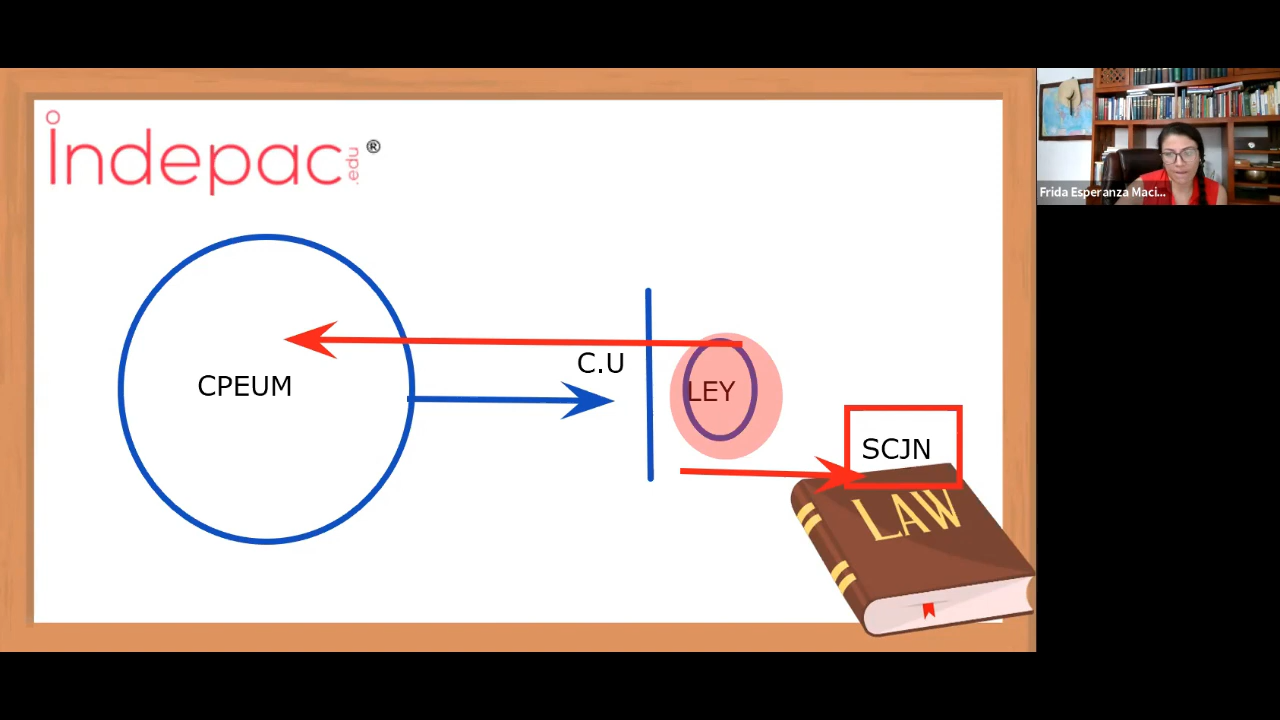 indepac
.edu
®
CPEUM
C.U
LEY
SCJN
LAW
Frida Esperanza Maci...